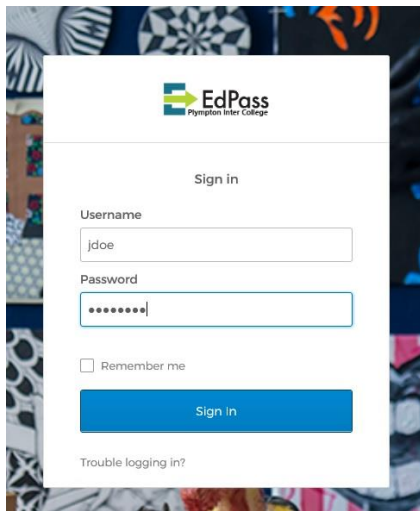 EdPass
Plympton Inter College
Sign in
Username
jdoe
Password
••••••••
Remember me
Sign In
Trouble logging in?